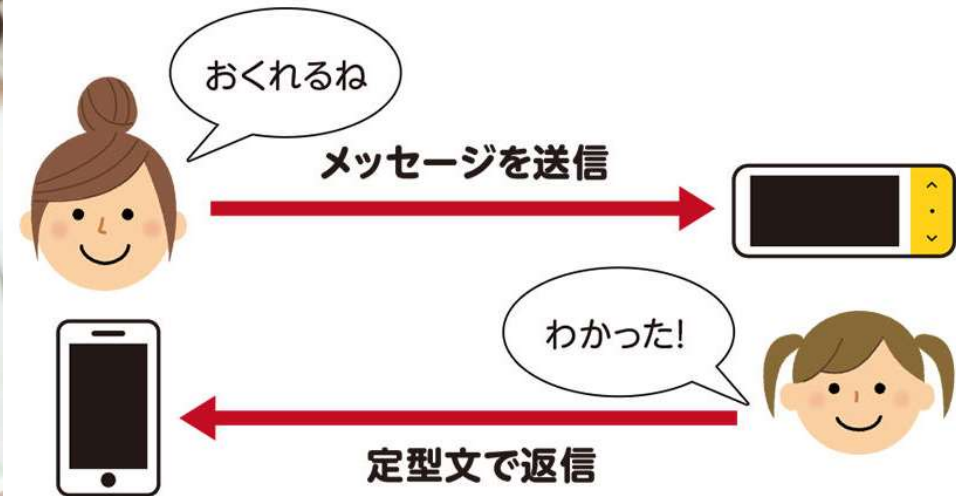 おくれるね
メッセージを送信
わかった!
定型文で返信